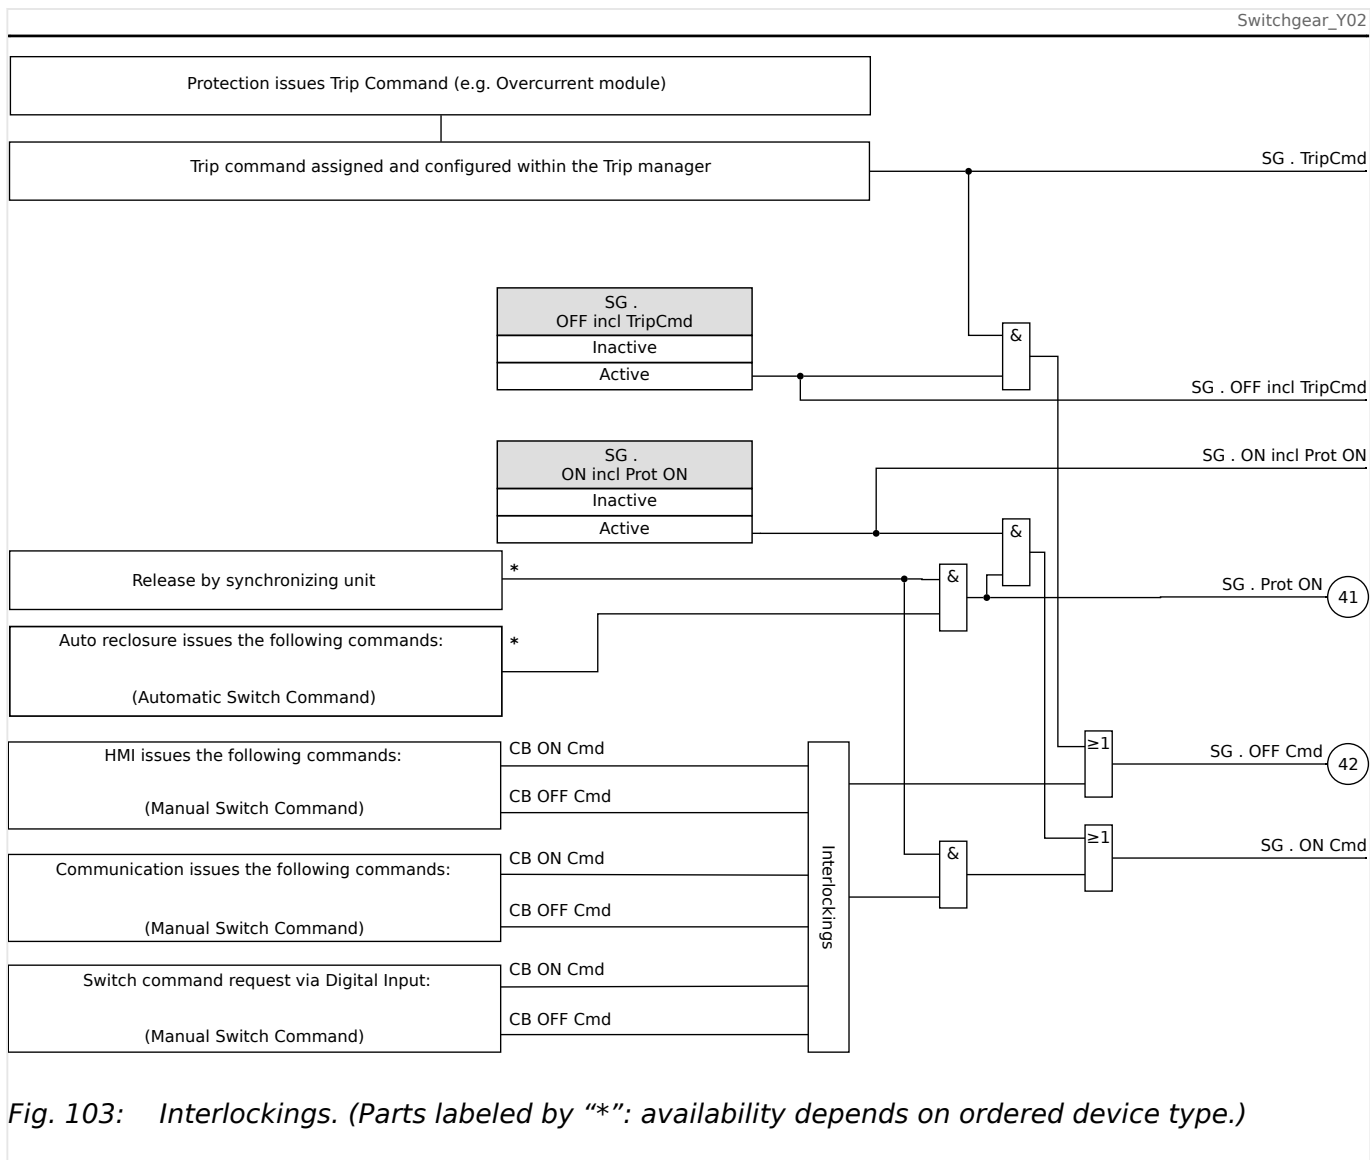 Switchgear_Y02
Protection issues Trip Command (e.g. Overcurrent module)
Trip command assigned and configured within the Trip manager
SG . TripCmd
SG .
OFF incl TripCmd
Inactive
Active
&
SG . OFF incl TripCmd
SG .
ON incl Prot ON
Inactive
Active
SG . ON incl Prot ON
&
Release by synchronizing unit
*
&
SG . Prot ON
41
Auto reclosure issues the following commands:
*
(Automatic Switch Command)
HMI issues the following commands:
(Manual Switch Command)
CB ON Cmd
CB OFF Cmd
≥1
SG . OFF Cmd
42
Communication issues the following commands:
(Manual Switch Command)
CB ON Cmd
CB OFF Cmd
Interlockings
&
≥1
SG . ON Cmd
Switch command request via Digital Input:
(Manual Switch Command)
CB ON Cmd
CB OFF Cmd
Fig. 103: Interlockings. (Parts labeled by “*”: availability depends on ordered device type.)